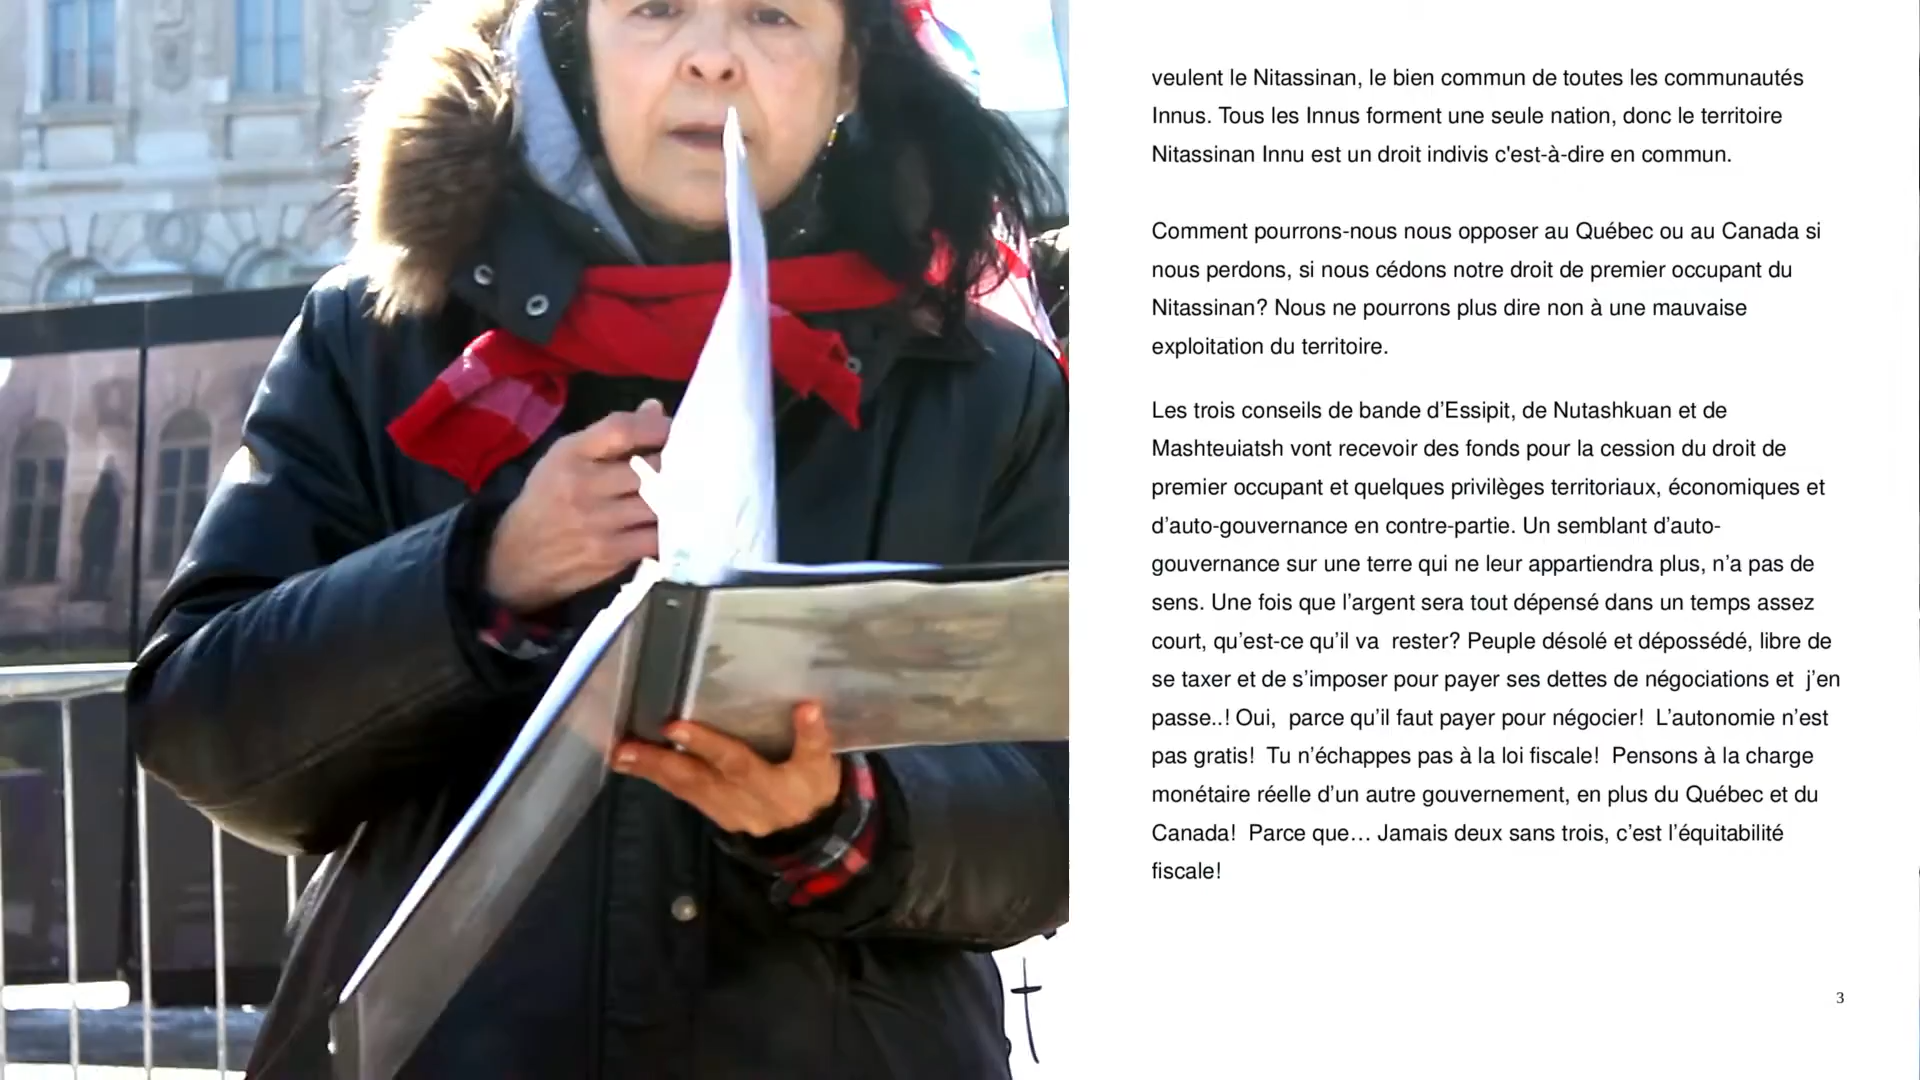 veulent le Nitassinan, le bien commun de toutes les communautés
Innus. Tous les Innus forment une seule nation, donc le territoire
Nitassinan Innu est un droit indivis c'est-à-dire en commun.
Comment pourrons-nous nous opposer au Québec ou au Canada si
nous perdons, si nous cédons notre droit de premier occupant du
Nitassinan? Nous ne pourrons plus dire non à une mauvaise
exploitation du territoire.
Les trois conseils de bande d’Essipit, de Nutashkuan et de
Mashteuiatsh vont recevoir des fonds pour la cession du droit de
premier occupant et quelques privilèges territoriaux, économiques et
d’auto-gouvernance en contre-partie. Un semblant d’auto-
gouvernance sur une terre qui ne leur appartiendra plus, n’a pas de
sens. Une fois que l’argent sera tout dépensé dans un temps assez
court, qu’est-ce qu’il va  rester? Peuple désolé et dépossédé, libre de
se taxer et de s’imposer pour payer ses dettes de négociations et  j’en
passe..! Oui,  parce qu’il faut payer pour négocier!  L’autonomie n’est
pas gratis!  Tu n’échappes pas à la loi fiscale!  Pensons à la charge
monétaire réelle d’un autre gouvernement, en plus du Québec et du
Canada!  Parce que… Jamais deux sans trois, c’est l’équitabilité
fiscale!
t
3